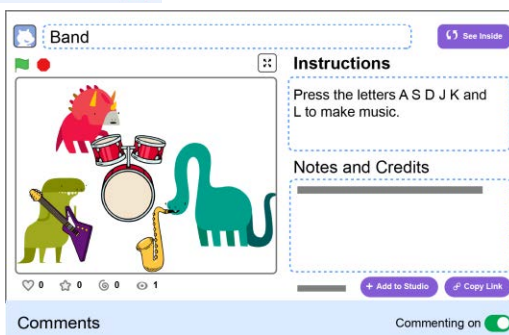 Band
See Inside
Instructions
Press the letters A S D J K and
L to make music.
Notes and Credits
0 0 0 1
+ Add to Studio
Copy Link
Comments
Commenting on